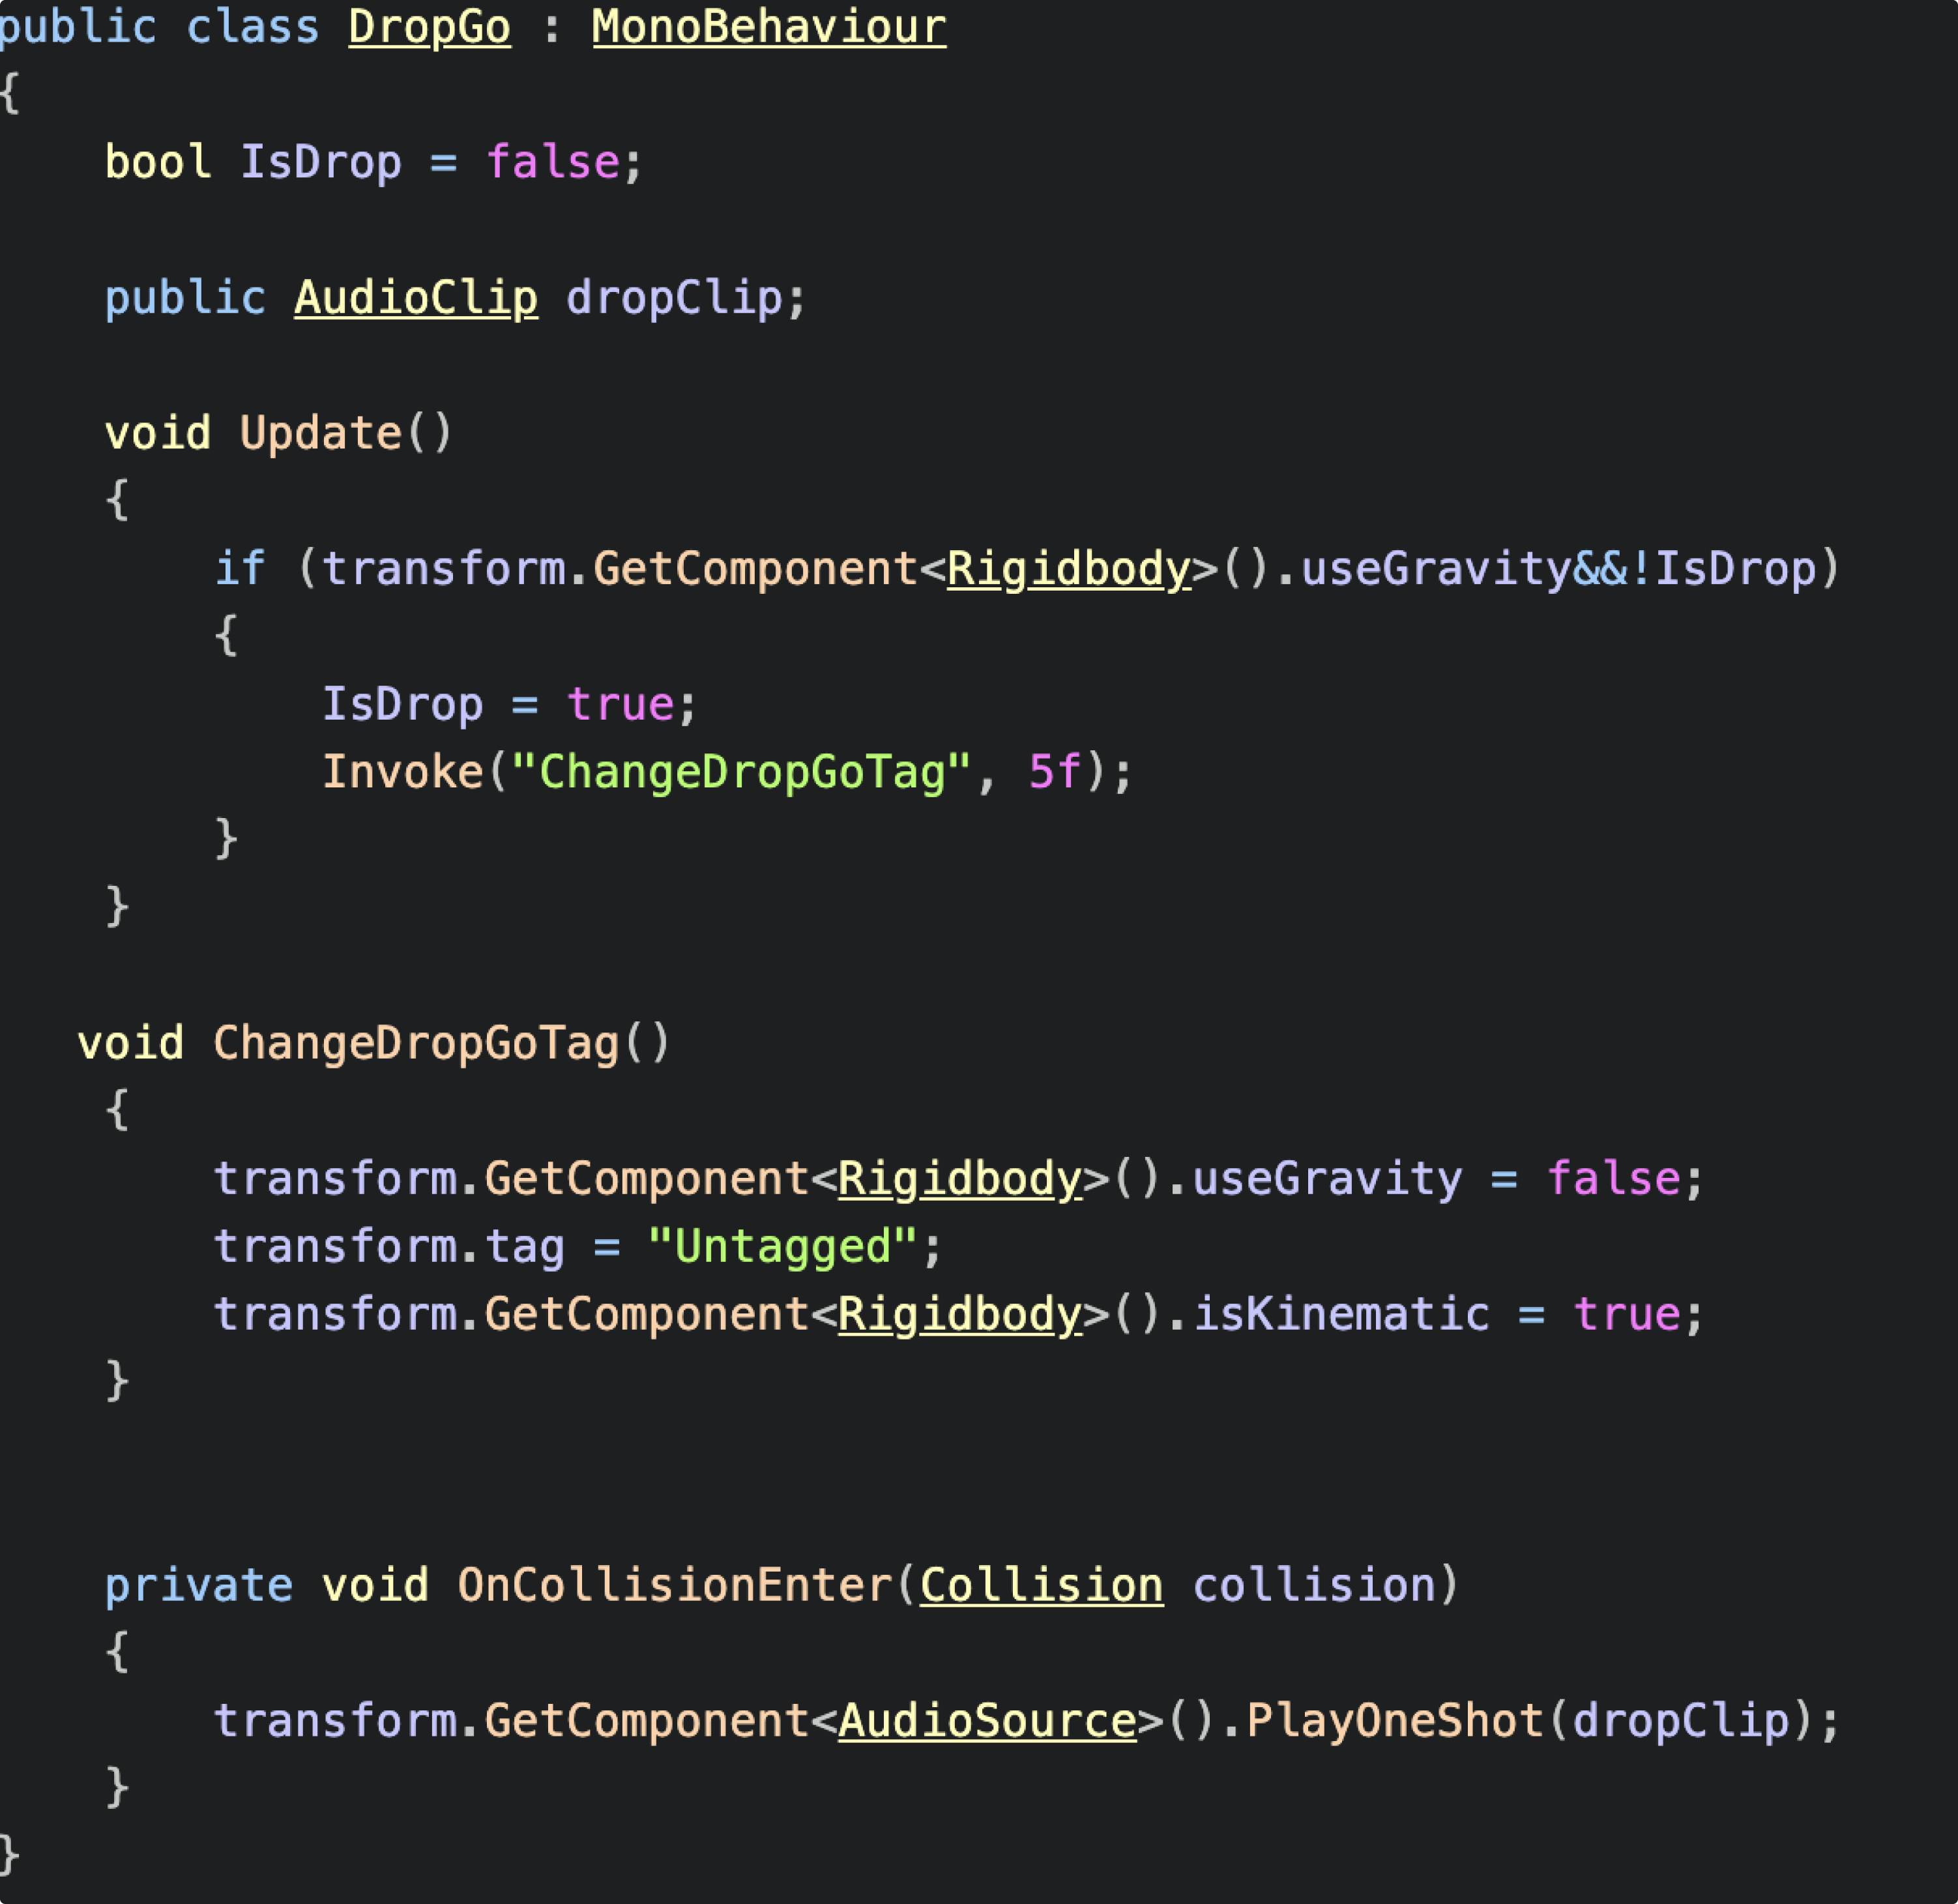 public class DropGo : MonoBehaviour
{
    bool IsDrop = false;

    public AudioClip dropClip;

    void Update()
    {
        if (transform.GetComponent<Rigidbody>().useGravity&&!IsDrop)
        {
            IsDrop = true;
            Invoke("ChangeDropGoTag", 5f);
        }
    }

   void ChangeDropGoTag()
    {
        transform.GetComponent<Rigidbody>().useGravity = false;
        transform.tag = "Untagged";
        transform.GetComponent<Rigidbody>().isKinematic = true;
    }


    private void OnCollisionEnter(Collision collision)
    {
        transform.GetComponent<AudioSource>().PlayOneShot(dropClip);
    }
}